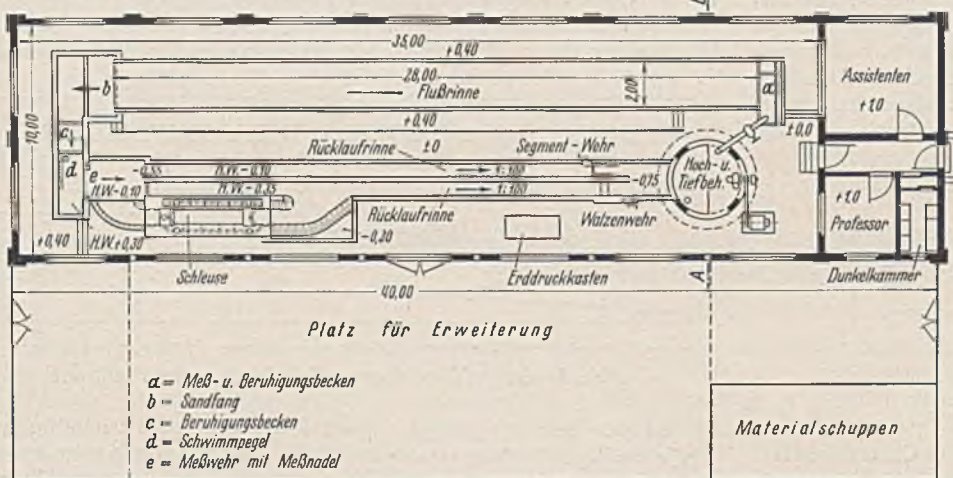 A
35,00
+0,40
28,00
Flußrinne
2,00
a
b
10,00
c
d
e
Assistenten
+1,0
±0,0
+0,40
±0
Rücklaufrinne
Segment-Wehr
Hoch- u.
Tiefbeh.
-0,55
H.W.-0,10
1:100
-0,75
H.W.-0,10
H.W.-0,35
1:100
Rücklaufrinne
Walzenwehr
+1,0
Professor
+0,40
H.W.+0,30
-0,20
Schleuse
Erddruckkasten
A
Dunkelkammer
40,00
Platz für Erweiterung
a = Meß- u. Beruhigungsbecken
b = Sandfang
c = Beruhigungsbecken
d = Schwimmpegel
e = Meßwehr mit Meßnadel
Materialschuppen